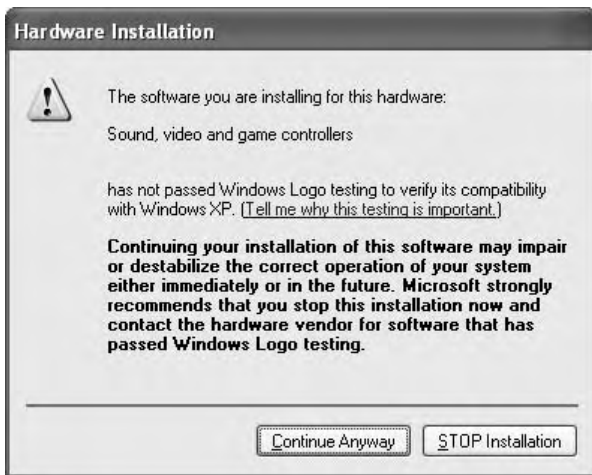 Hardware Installation
The software you are installing for this hardware:
Sound, video and game controllers
has not passed Windows Logo testing to verify its compatibility
with Windows XP. (Tell me why this testing is important.)
Continuing your installation of this software may impair
or destabilize the correct operation of your system
either immediately or in the future. Microsoft strongly
recommends that you stop this installation now and
contact the hardware vendor for software that has
passed Windows Logo testing.
Continue Anyway
STOP Installation